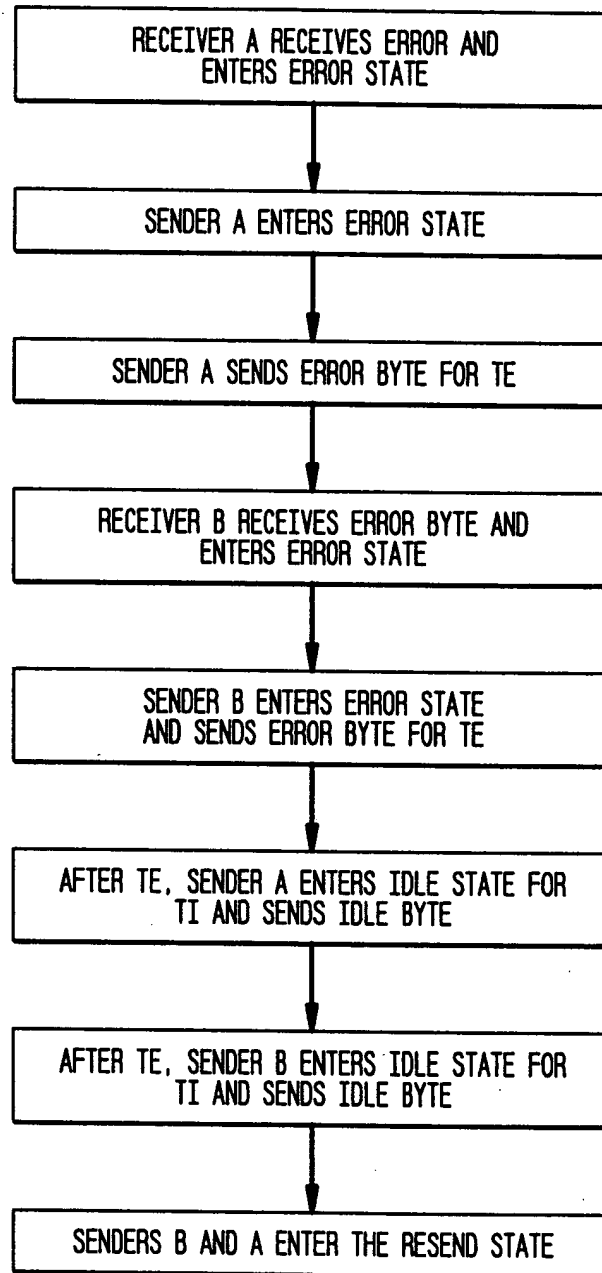 RECEIVER A RECEIVES ERROR AND
ENTERS ERROR STATE
SENDER A ENTERS ERROR STATE
SENDER A SENDS ERROR BYTE FOR TE
RECEIVER B RECEIVES ERROR BYTE AND
ENTERS ERROR STATE
SENDER B ENTERS ERROR STATE
AND SENDS ERROR BYTE FOR TE
AFTER TE, SENDER A ENTERS IDLE STATE FOR
TI AND SENDS IDLE BYTE
AFTER TE, SENDER B ENTERS IDLE STATE FOR
TI AND SENDS IDLE BYTE
SENDERS B AND A ENTER THE RESEND STATE